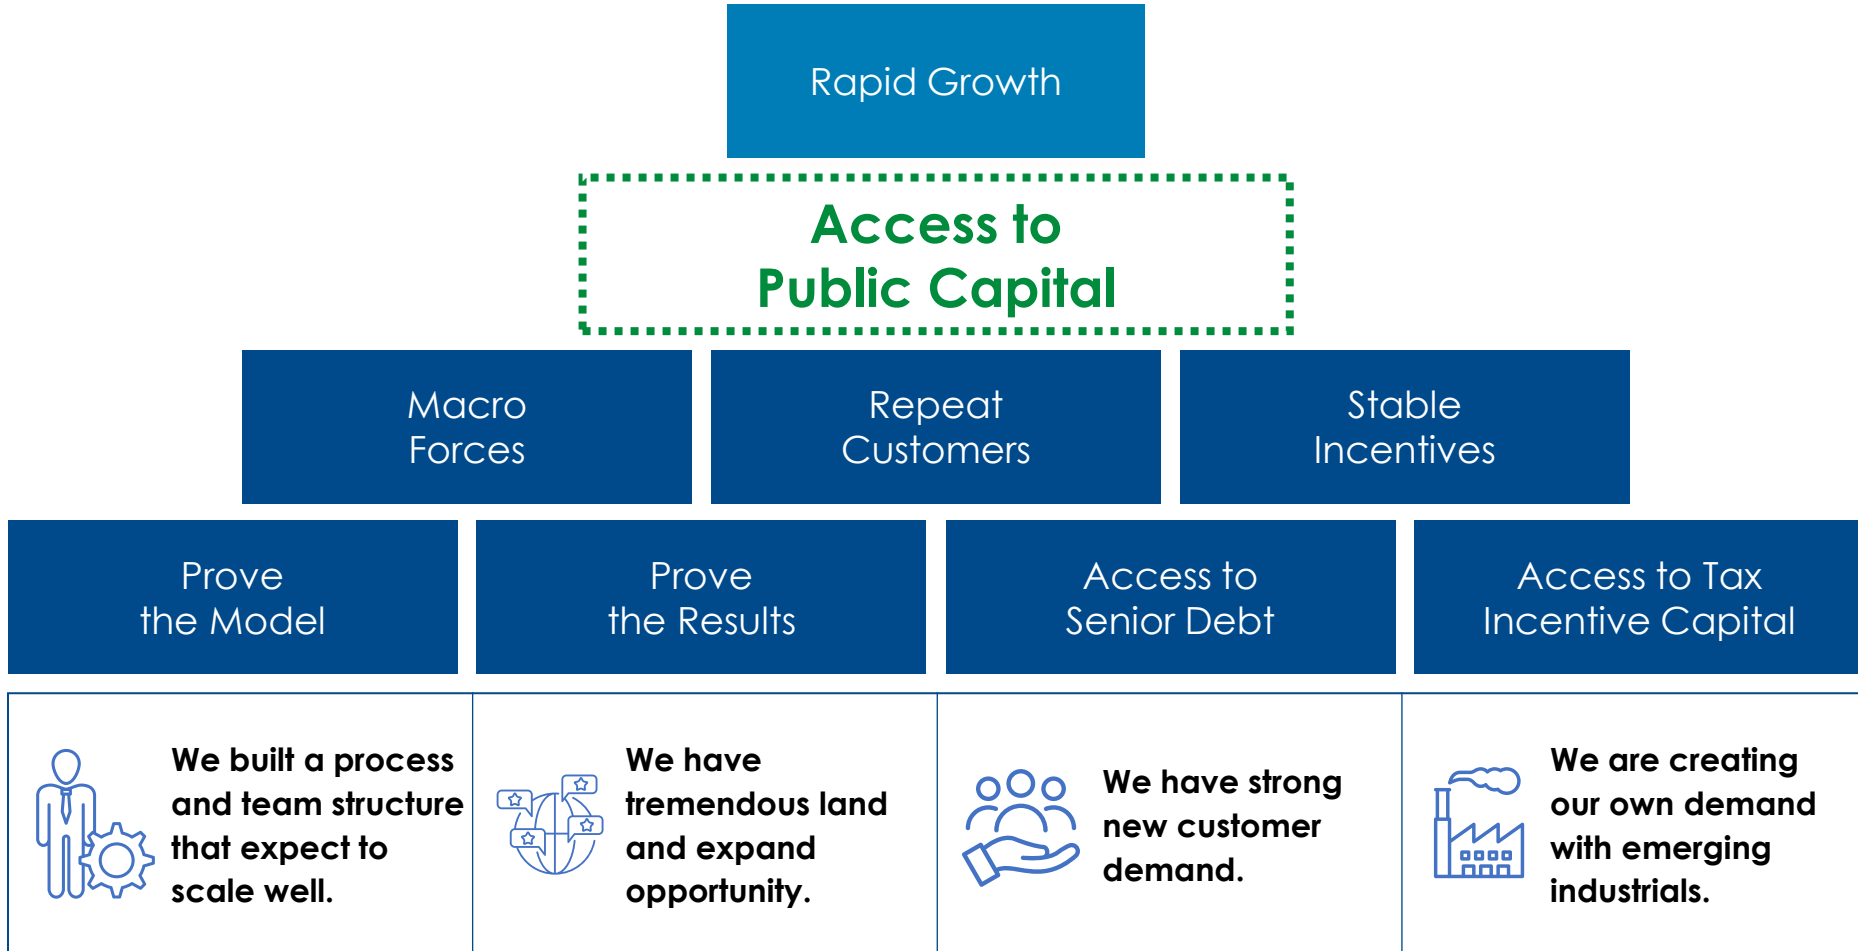 Rapid Growth
Access to
Public Capital
Macro
Forces
Repeat
Customers
Stable
Incentives
Prove
the Model
Prove
the Results
Access to
Senior Debt
Access to Tax
Incentive Capital
We built a process
and team structure
that expect to
scale well.
We have
tremendous land
and expand
opportunity.
We have strong
new customer
demand.
We are creating
our own demand
with emerging
industrials.